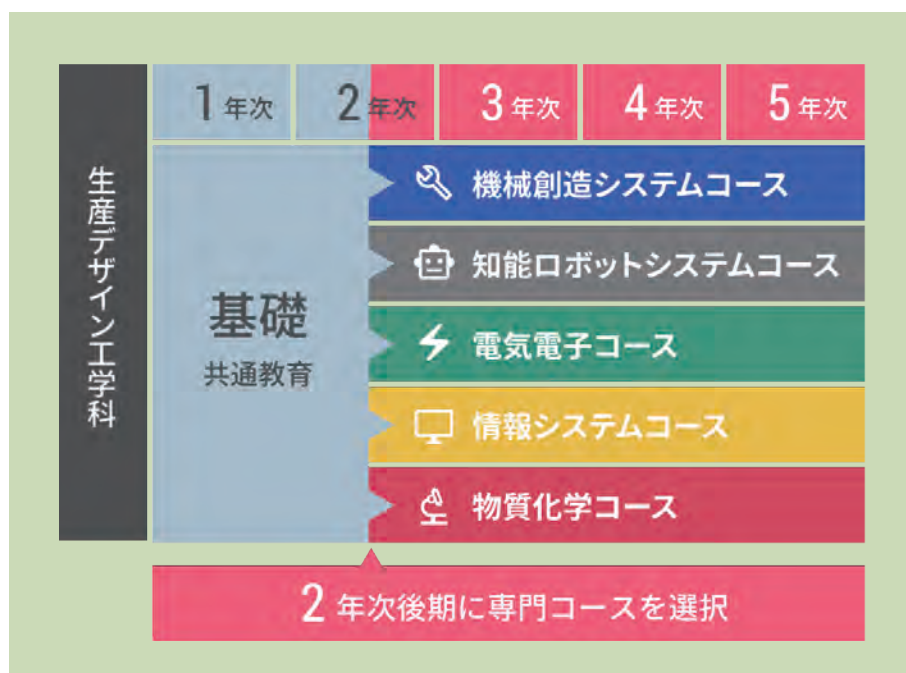 生産デザイン工学科
1年次 2年次 3年次 4年次 5年次
基礎
共通教育
機械創造システムコース
知能ロボットシステムコース
電気電子コース
情報システムコース
物質化学コース
2年次後期に専門コースを選択